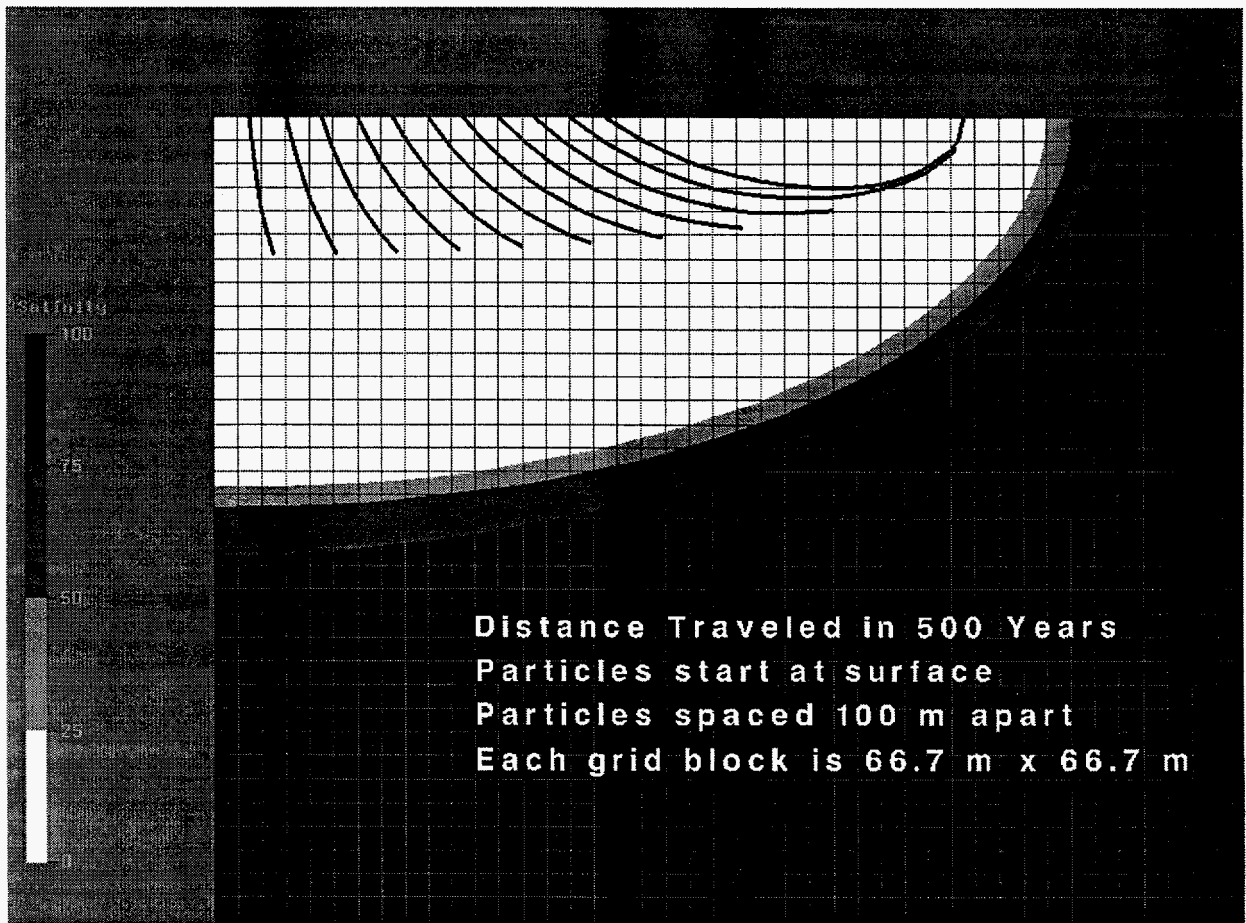 Salinity
100
75
50
25
0
Distance Traveled in 500 Years
Particles start at surface
Particles spaced 100 m apart
Each grid block is 66.7 m x 66.7 m